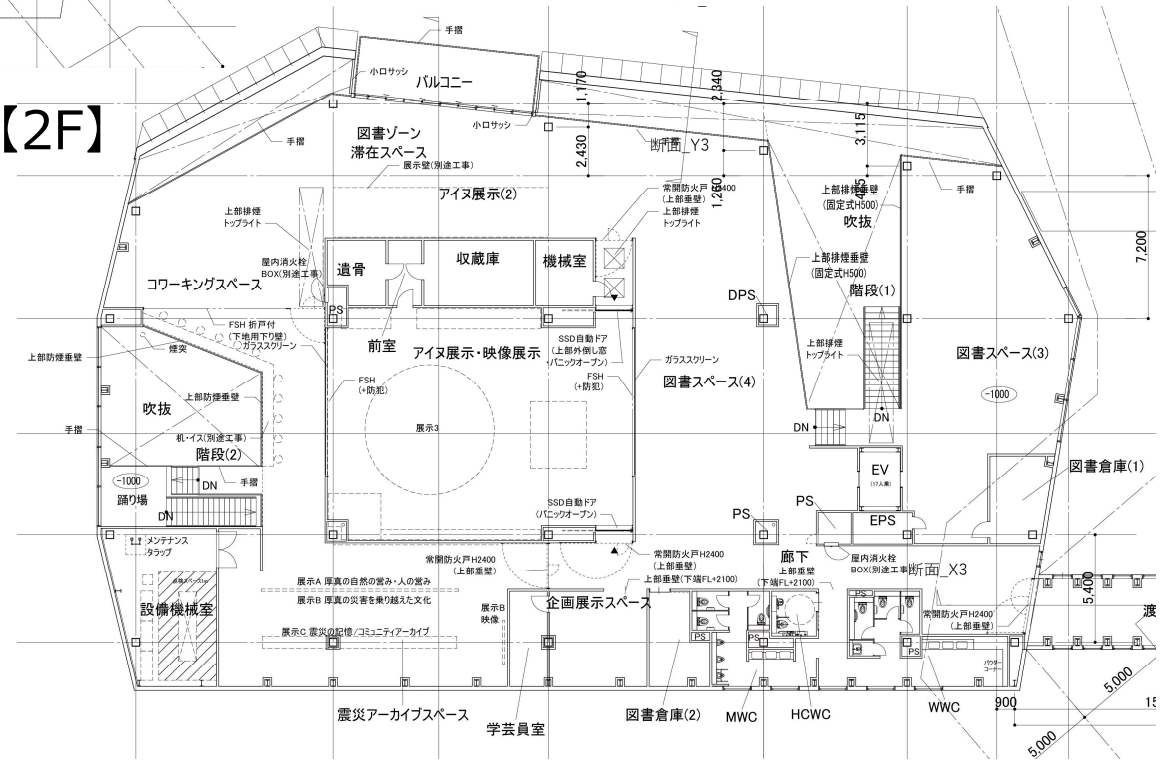 【2F】
手摺
小口サッシ
バルコニー
1,170
2,340
小口サッシ
手摺
図書ゾーン
滞在スペース
展示壁(別途工事)
アイヌ展示(2)
2,430
断面_Y3
3,115
1,260
常開防火戸H2400
(上部垂壁)
上部排煙
トップライト
上部排煙垂壁
(固定式H500)
吹抜
手摺
7,200
上部排煙
トップライト
屋内消火栓
BOX(別途工事)
コワーキングスペース
遺骨
収蔵庫
機械室
上部排煙垂壁
(固定式H500)
階段(1)
DPS
PS
FSH 折戸付
(下地用下り壁)
ガラススクリーン
煙突
上部防煙垂壁
前室
アイヌ展示・映像展示
SSD自動ドア
(上部外倒し窓
・パニックオープン)
FSH
(+防犯)
ガラススクリーン
図書スペース(4)
上部排煙
トップライト
図書スペース(3)
-1000
FSH
(+防犯)
吹抜
上部防煙垂壁
手摺
展示3
机・イス(別途工事)
階段(2)
DN
DN
-1000
踊り場
DN
手摺
DN
EV
(17人乗)
図書倉庫(1)
SSD自動ドア
(パニックオープン)
PS
PS
EPS
メンテナンス
タラップ
設備機械室
常開防火戸H2400
(上部垂壁)
常開防火戸H2400
(上部垂壁)
上部垂壁(下端FL+2100)
廊下
上部垂壁
(下端FL+2100)
屋内消火栓
BOX(別途工事)
断面_X3
5,400
展示A 厚真の自然の営み・人の営み
展示B 厚真の災害を乗り越えた文化
展示B
映像
企画展示スペース
常開防火戸H2400
(上部垂壁)
渡
展示C 震災の記憶/コミュニティアーカイブ
PS
PS
PS
PS
パウダー
コーナー
震災アーカイブスペース
学芸員室
図書倉庫(2)
MWC
HCWC
WWC
900
15
5,000
5,000